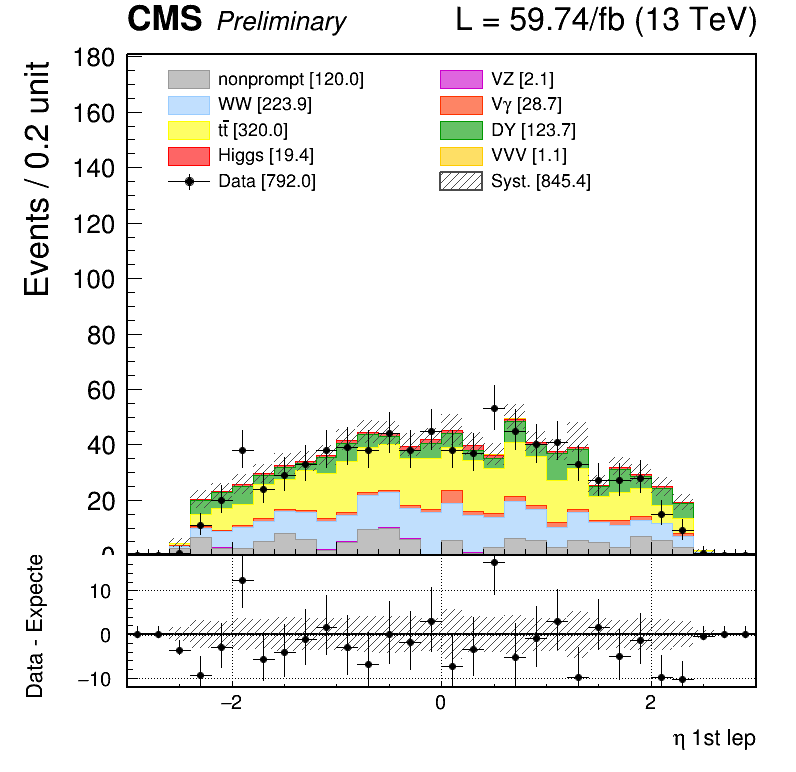 CMS Preliminary L = 59.74/fb (13 TeV)
Events / 0.2 unit
180
160
140
120
100
80
60
40
20
0
nonprompt [120.0]
WW [223.9]
tt̄ [320.0]
Higgs [19.4]
Data [792.0]
VZ [2.1]
Vγ [28.7]
DY [123.7]
VVV [1.1]
Syst. [845.4]
Data - Expecte
10
0
−10
−2 0 2
η 1st lep